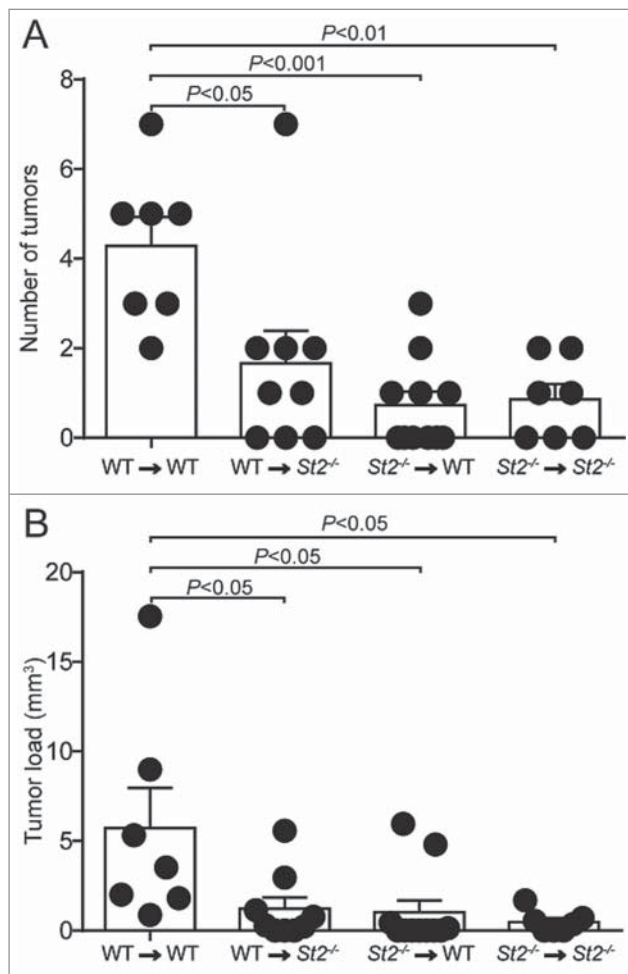 A
P<0.01
P<0.001
P<0.05
8
6
4
2
0
Number of tumors
WT → WT WT → St2-/- St2-/- → WT St2-/- → St2-/-
B
P<0.05
P<0.05
P<0.05
20
15
10
5
0
Tumor load (mm³)
WT → WT WT → St2-/- St2-/- → WT St2-/- → St2-/-